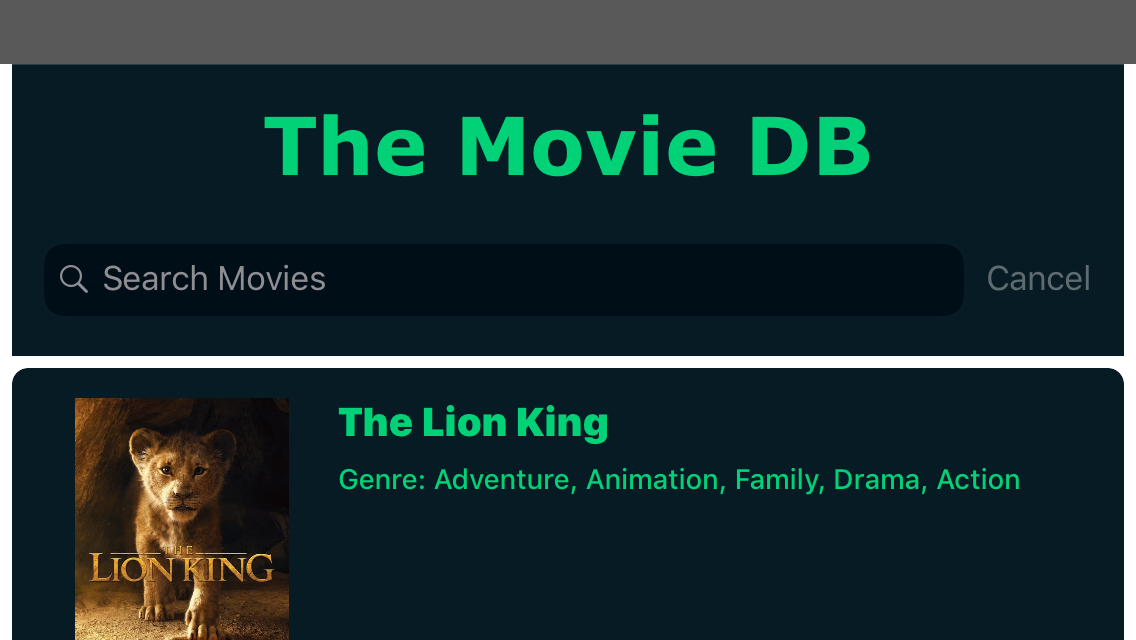 The Movie DB
Search Movies
Cancel
The Lion King
Genre: Adventure, Animation, Family, Drama, Action
THE
LION KING